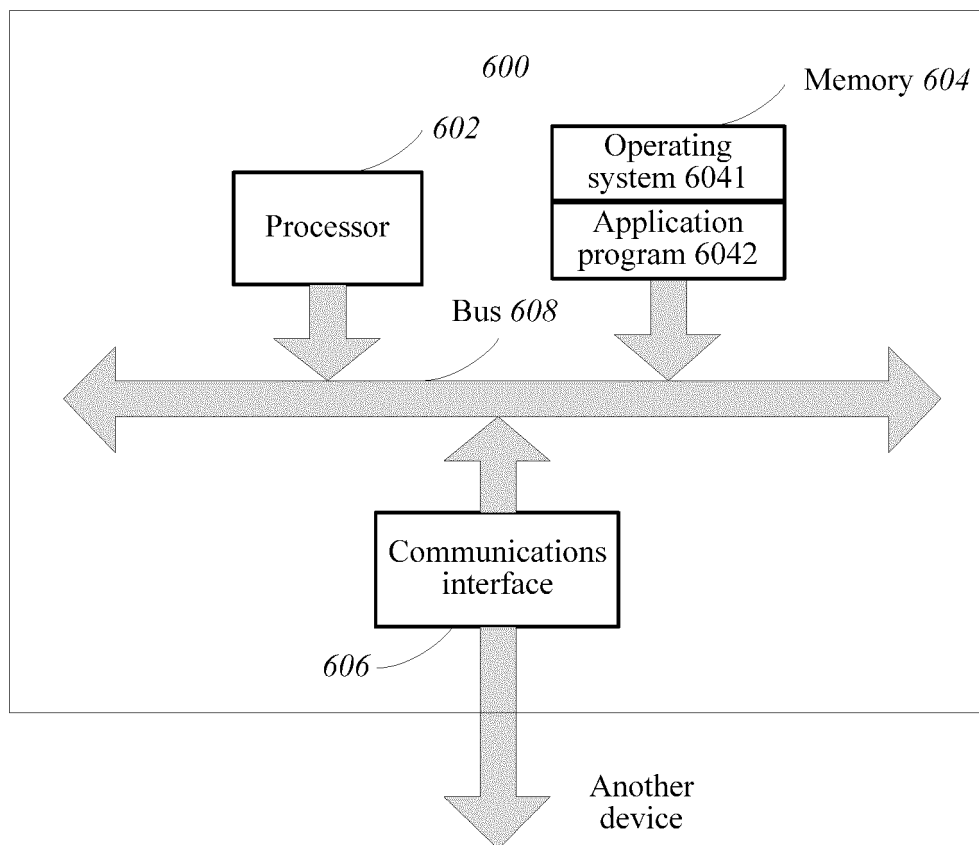 600
Memory 604
602
Operating
system 6041
Processor
Application
program 6042
Bus 608
Communications
interface
606
Another
device